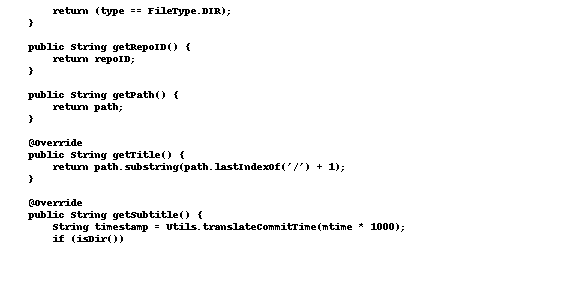 return (type == FileType.DIR);
}
public String getRepoID() {
return repoID;
}
public String getPath() {
return path;
}
@Override
public String getTitle() {
return path.substring(path.lastIndexOf('/') + 1);
}
@Override
public String getSubtitle() {
String timestamp = Utils.translateCommitTime(mtime * 1000);
if (isDir())